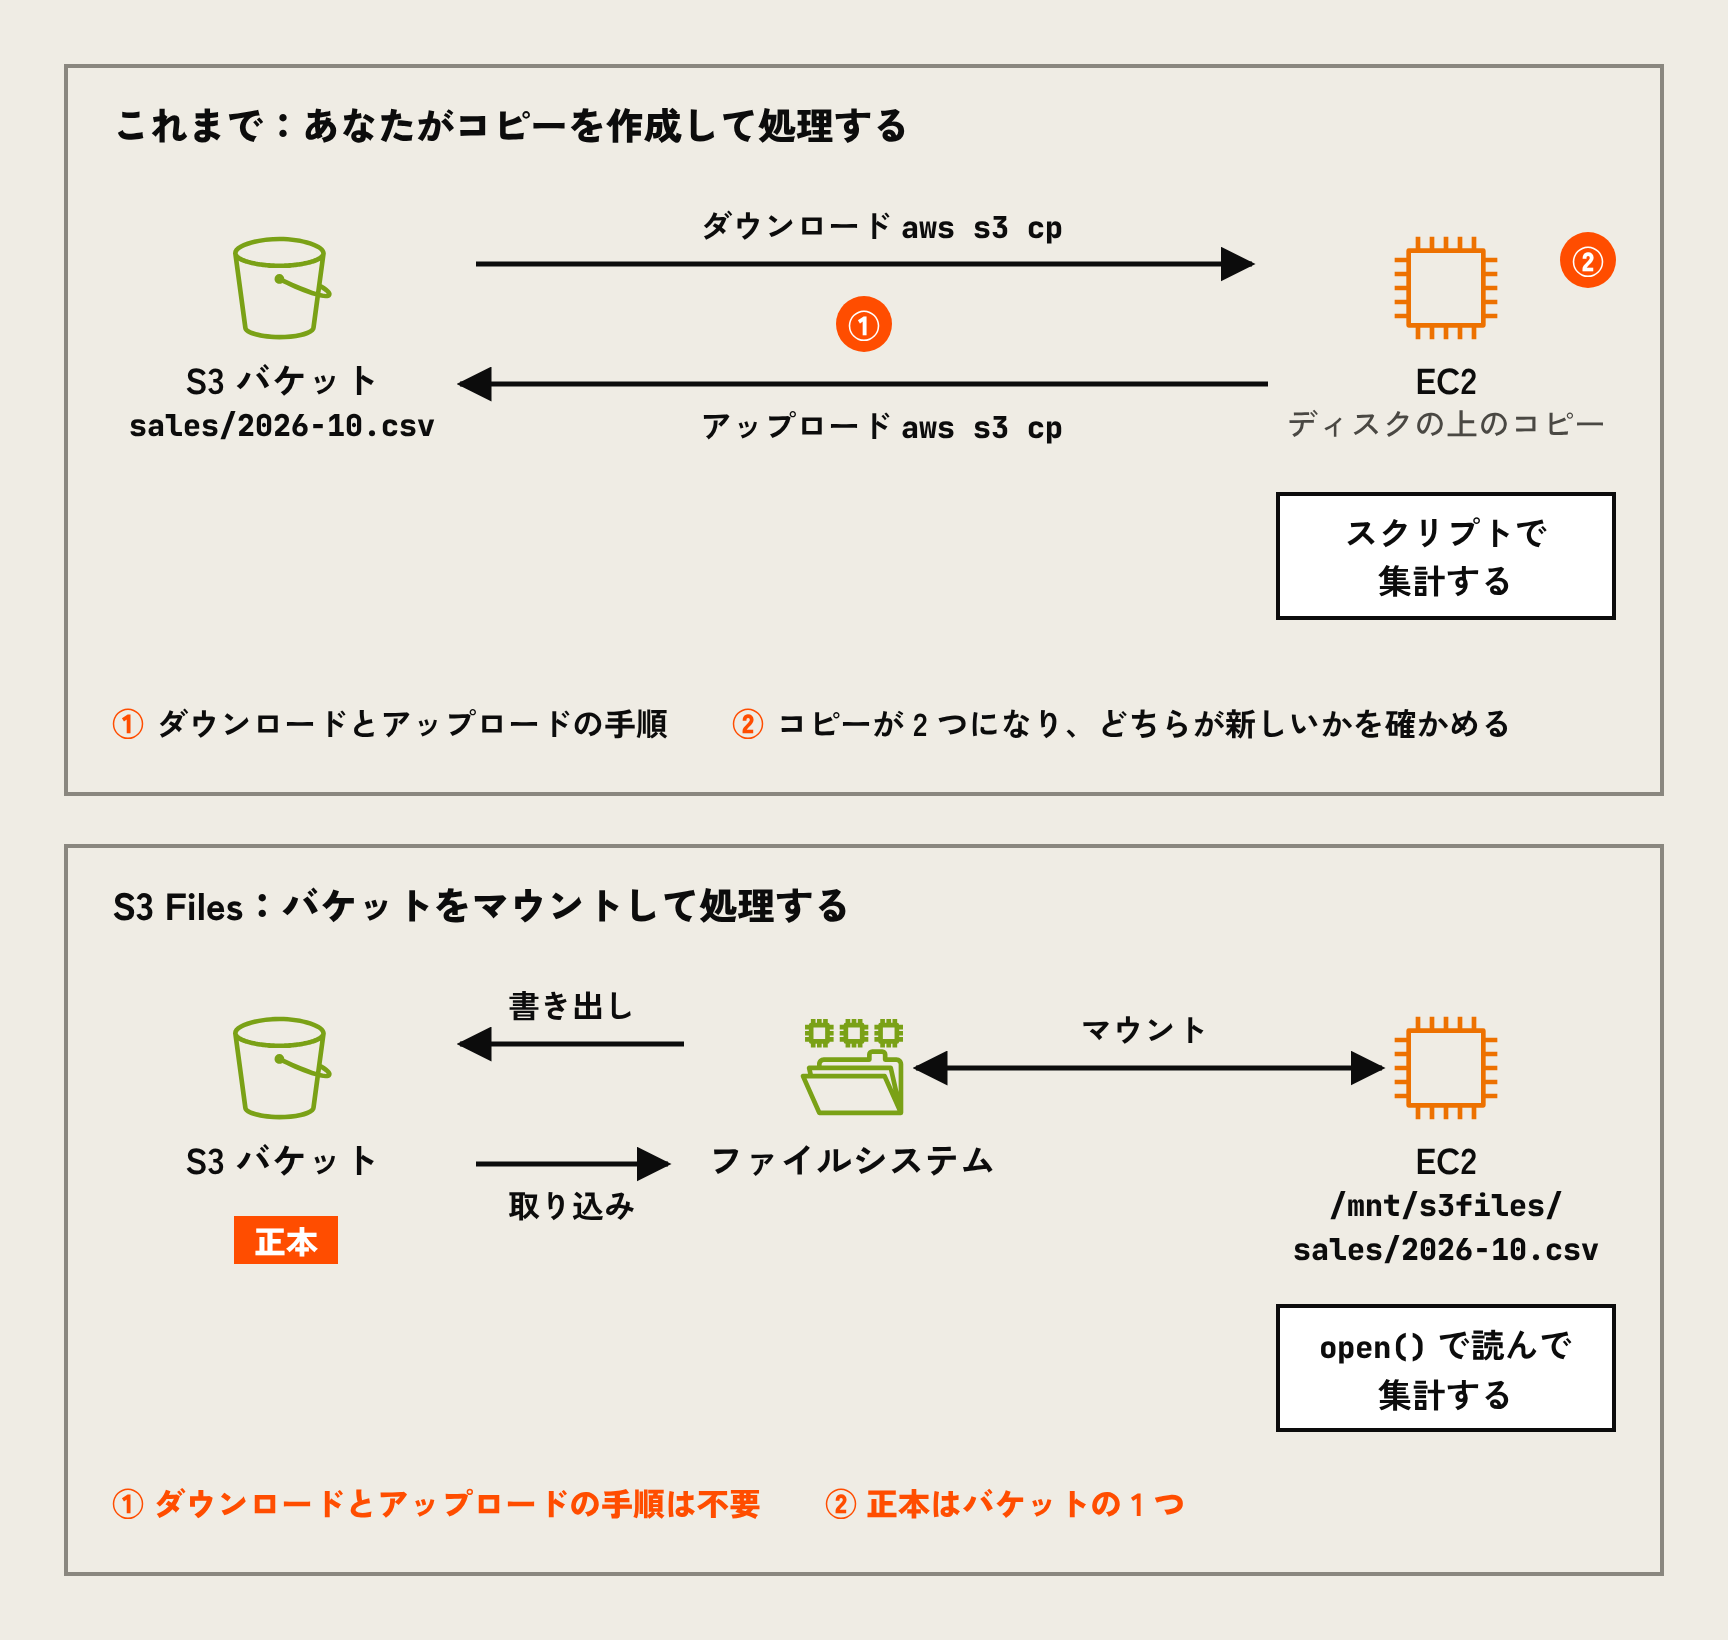 これまで：あなたがコピーを作成して処理する
ダウンロード aws s3 cp
②
①
S3 バケット
sales/2026-10.csv
アップロード aws s3 cp
EC2
ディスクの上のコピー
スクリプトで
集計する
① ダウンロードとアップロードの手順
② コピーが 2 つになり、どちらが新しいかを確かめる
S3 Files：バケットをマウントして処理する
書き出し
マウント
S3 バケット
正本
取り込み
ファイルシステム
EC2
/mnt/s3files/
sales/2026-10.csv
open() で読んで
集計する
① ダウンロードとアップロードの手順は不要
② 正本はバケットの 1 つ